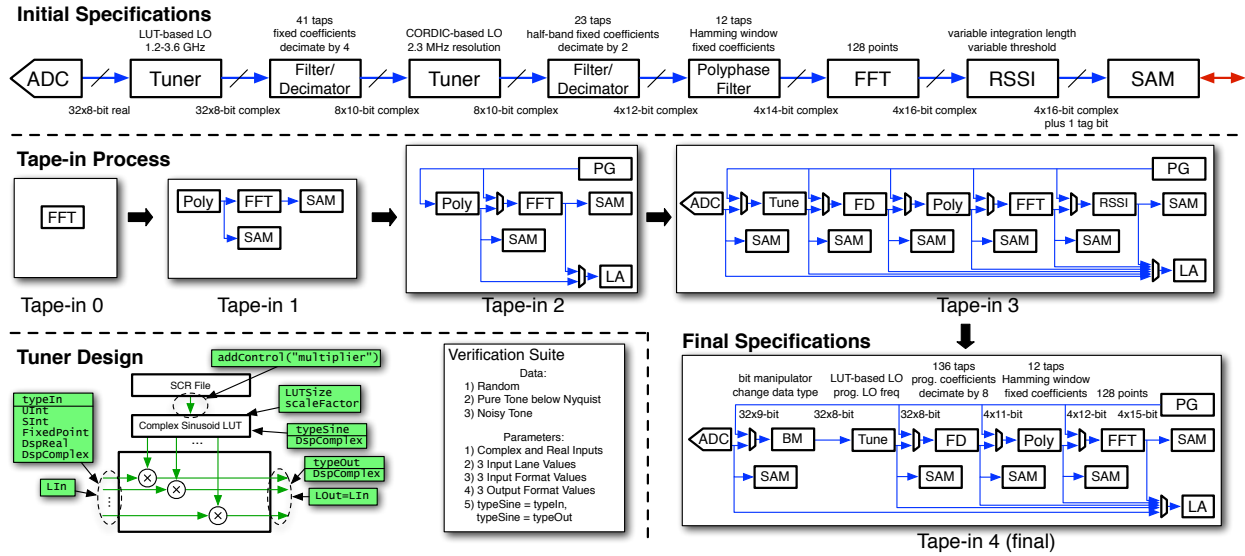 Initial Specifications
LUT-based LO
1.2-3.6 GHz
41 taps
fixed coefficients
decimate by 4
CORDIC-based LO
2.3 MHz resolution
23 taps
half-band fixed coefficients
decimate by 2
12 taps
Hamming window
fixed coefficients
128 points
variable integration length
variable threshold
ADC
Tuner
Filter/
Decimator
Tuner
Filter/
Decimator
Polyphase
Filter
FFT
RSSI
SAM
32x8-bit real
32x8-bit complex
8x10-bit complex
8x10-bit complex
4x12-bit complex
4x14-bit complex
4x16-bit complex
4x16-bit complex
plus 1 tag bit
Tape-in Process
FFT
Tape-in 0
Poly
FFT
SAM
SAM
Tape-in 1
PG
Poly
FFT
SAM
SAM
LA
Tape-in 2
PG
ADC
Tune
FD
Poly
FFT
RSSI
SAM
SAM
SAM
SAM
SAM
SAM
LA
Tape-in 3
Tuner Design
addControl("multiplier")
SCR File
LUTSize
scaleFactor
typeIn
UInt
SInt
FixedPoint
DspReal
DspComplex
Complex Sinusoid LUT
...
typeSine
DspComplex
typeOut
DspComplex
LIn
LOut=LIn
Verification Suite
Data:
1) Random
2) Pure Tone below Nyquist
3) Noisy Tone
Parameters:
1) Complex and Real Inputs
2) 3 Input Lane Values
3) 3 Input Format Values
4) 3 Output Format Values
5) typeSine = typeIn,
typeSine = typeOut
Final Specifications
bit manipulator
change data type
LUT-based LO
prog. LO freq
136 taps
prog. coefficients
decimate by 8
12 taps
Hamming window
fixed coefficients
128 points
PG
32x9-bit
32x8-bit
32x8-bit
4x11-bit
4x12-bit
4x15-bit
ADC
BM
Tune
FD
Poly
FFT
SAM
SAM
SAM
SAM
SAM
LA
Tape-in 4 (final)